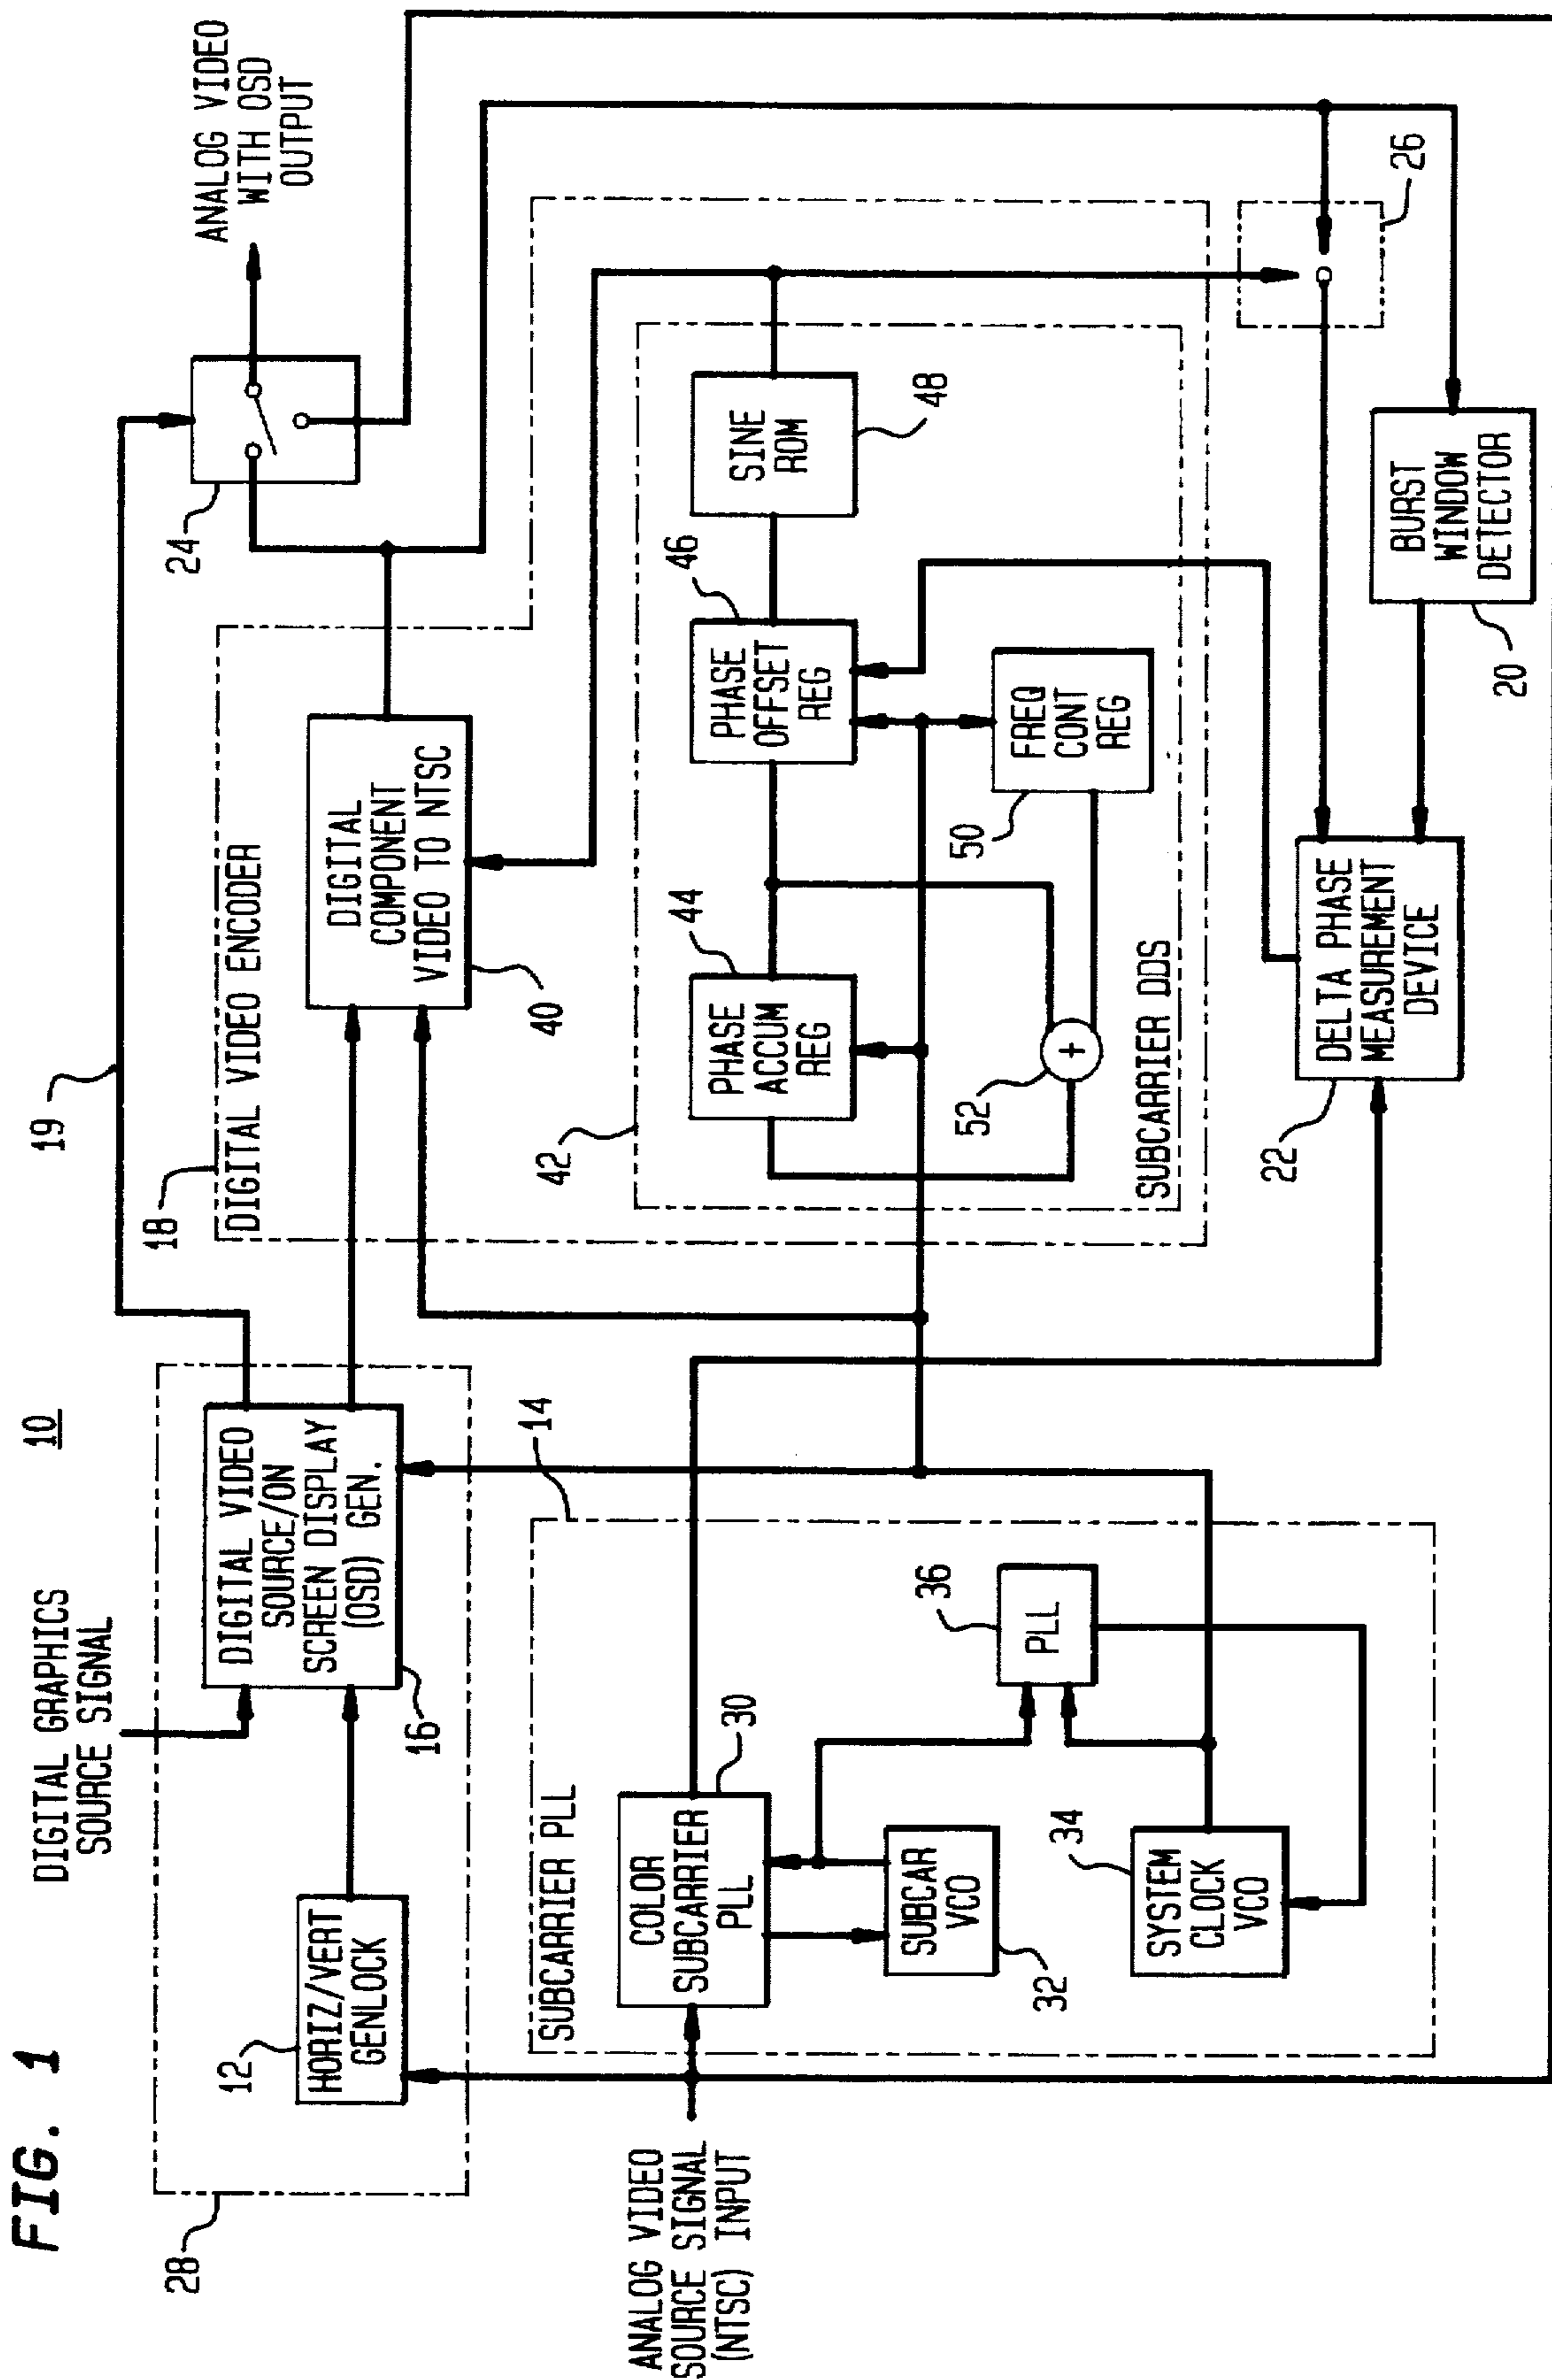 FIG. 1
10
DIGITAL GRAPHICS
SOURCE SIGNAL
28
12
HORIZ/VERT
GENLOCK
DIGITAL VIDEO
SOURCE/ON
SCREEN DISPLAY
(OSD) GEN.
16
19
18
DIGITAL VIDEO ENCODER
DIGITAL
COMPONENT
VIDEO TO NTSC
40
24
ANALOG VIDEO
WITH OSD
OUTPUT
ANALOG VIDEO
SOURCE SIGNAL
(NTSC) INPUT
SUBCARRIER PLL
14
COLOR
SUBCARRIER
PLL
30
SUBCAR
VCO
32
SYSTEM
CLOCK
VCO
34
PLL
36
42
PHASE
ACCUM
REG
44
PHASE
OFFSET
REG
46
SINE
ROM
48
FREQ
CONT
REG
50
+
52
SUBCARRIER DDS
26
DELTA PHASE
MEASUREMENT
DEVICE
22
BURST
WINDOW
DETECTOR
20